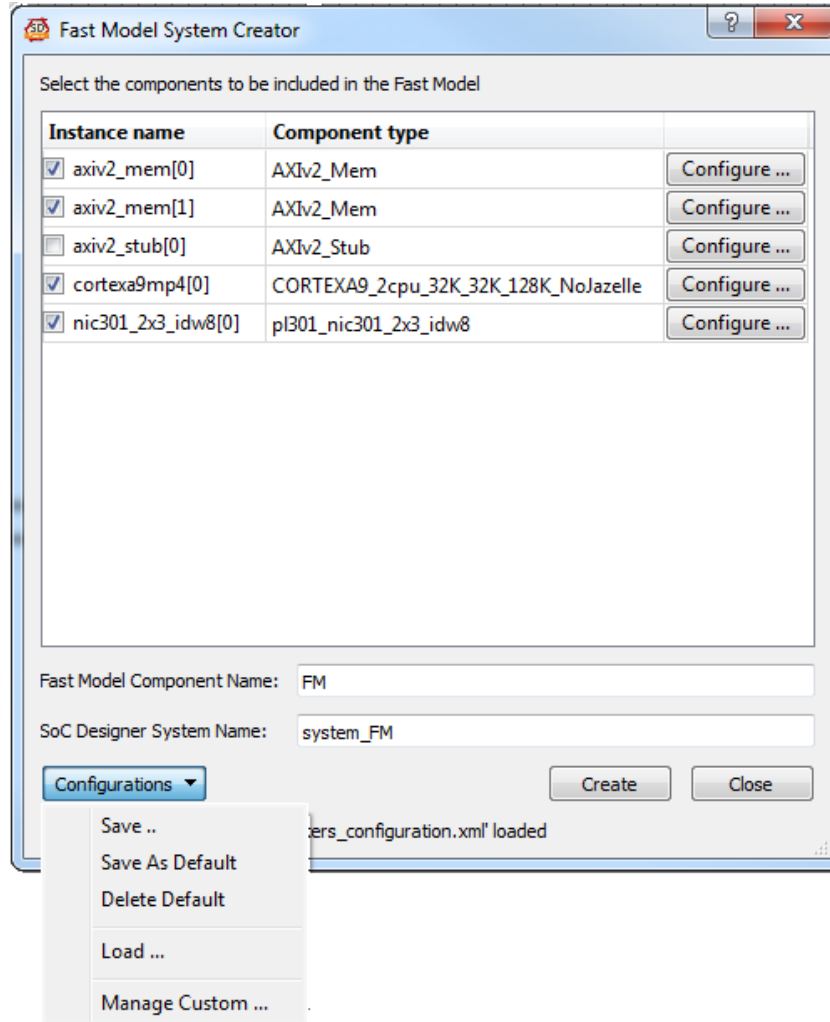 SD
Fast Model System Creator
?
X
Select the components to be included in the Fast Model
Instance name Component type
axiv2_mem[0] AXIv2_Mem Configure ...
axiv2_mem[1] AXIv2_Mem Configure ...
axiv2_stub[0] AXIv2_Stub Configure ...
cortexa9mp4[0] CORTEXA9_2cpu_32K_32K_128K_NoJazelle Configure ...
nic301_2x3_idw8[0] pl301_nic301_2x3_idw8 Configure ...
Fast Model Component Name: FM
SoC Designer System Name: system_FM
Configurations Create Close
Save ..
ers_configuration.xml' loaded
Save As Default
Delete Default
Load ...
Manage Custom ...